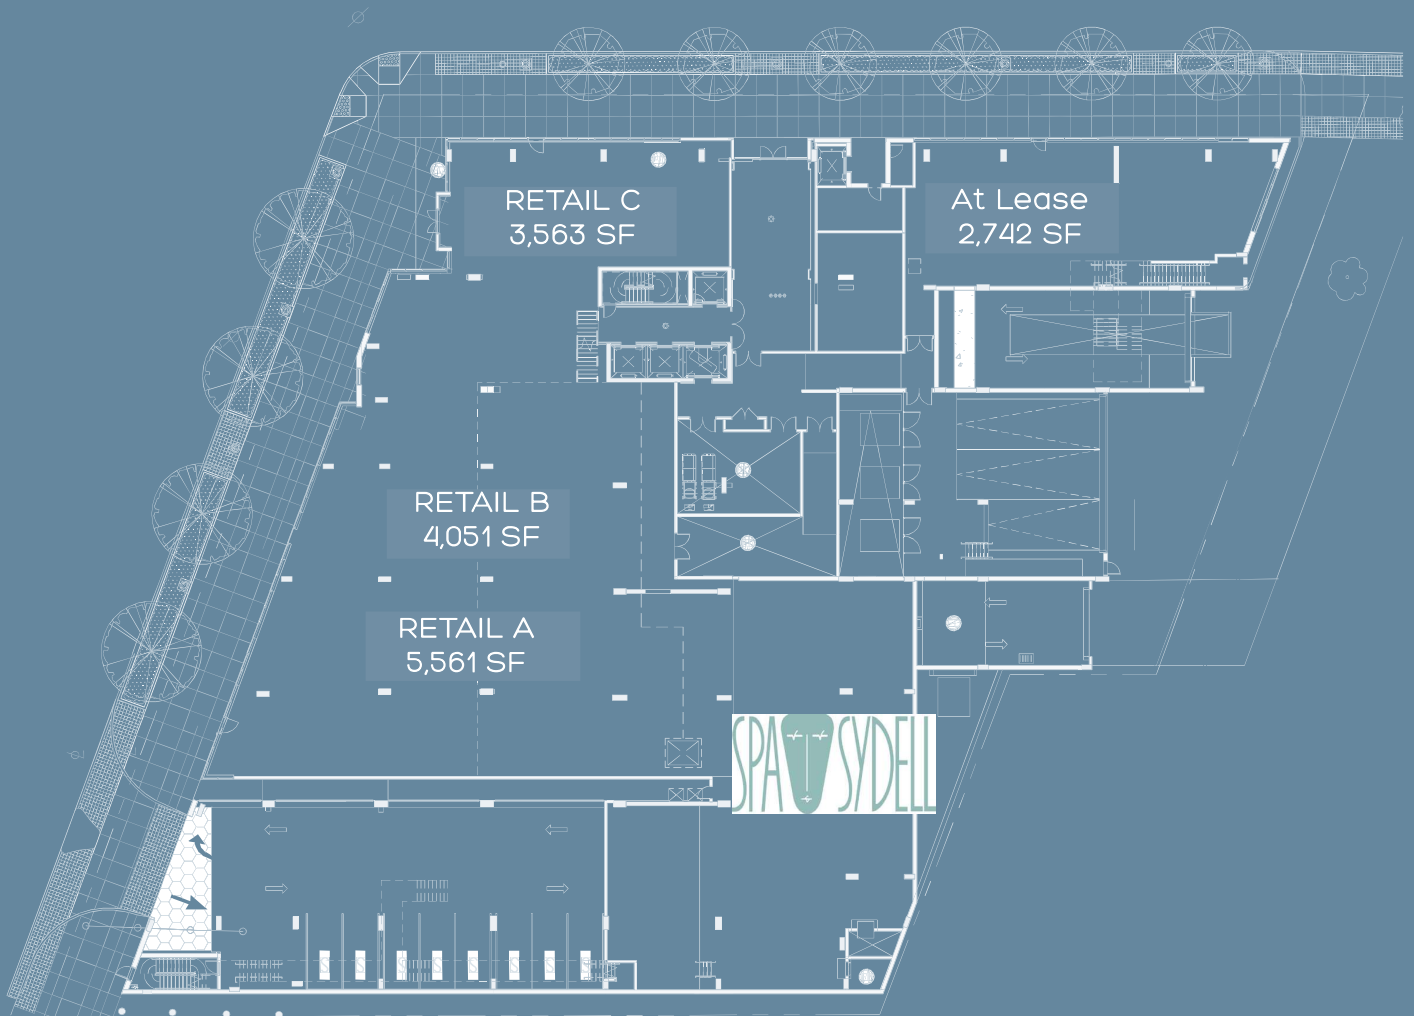 RETAIL C
3,563 SF
At Lease
2,742 SF
RETAIL B
4,051 SF
RETAIL A
5,561 SF
SPA SYDELL